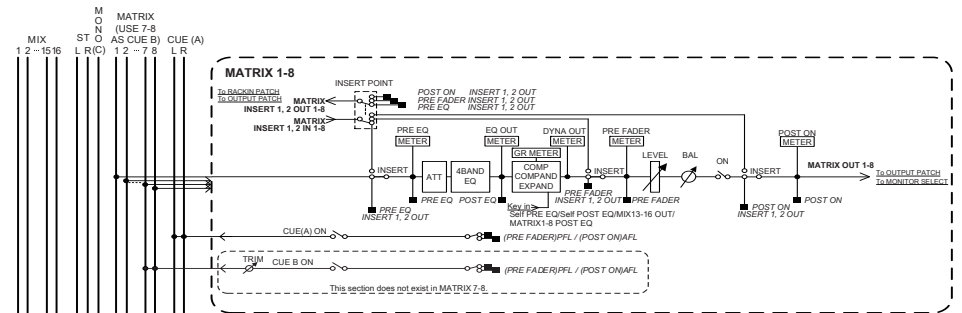 M
O
N
O
(C)
MIX
1 2 ··· 15 16
ST
L R
MATRIX
(USE 7-8
AS CUE B)
1 2 ··· 7 8
CUE (A)
L R
MATRIX 1-8
INSERT POINT
To RACKIN PATCH
To OUTPUT PATCH
MATRIX
INSERT 1, 2 OUT 1-8
MATRIX
INSERT 1, 2 IN 1-8
POST ON INSERT 1, 2 OUT
PRE FADER INSERT 1, 2 OUT
PRE EQ INSERT 1, 2 OUT
PRE EQ
METER
EQ OUT
METER
DYNA OUT
METER
GR METER
PRE FADER
METER
POST ON
METER
INSERT
ATT
4BAND
EQ
COMP
COMPAND
EXPAND
INSERT
LEVEL
BAL
ON
INSERT
MATRIX OUT 1-8
To OUTPUT PATCH
To MONITOR SELECT
PRE EQ
INSERT 1, 2 OUT
PRE EQ
POST EQ
Key in
Self PRE EQ/Self POST EQ/MIX13-16 OUT/
MATRIX1-8 POST EQ
PRE FADER
INSERT 1, 2 OUT
PRE FADER
POST ON
INSERT 1, 2 OUT
POST ON
CUE(A) ON
(PRE FADER)PFL / (POST ON)AFL
TRIM
CUE B ON
(PRE FADER)PFL / (POST ON)AFL
This section does not exist in MATRIX 7-8.